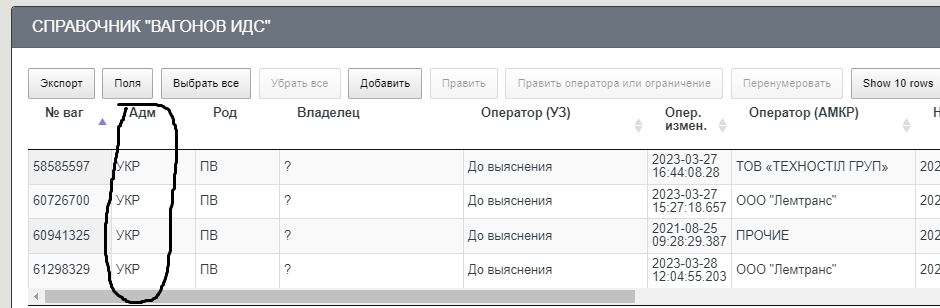 СПРАВОЧНИК "ВАГОНОВ ИДС"
Экспорт Поля Выбрать все Убрать все Добавить Править Править оператора или ограничение Перенумеровать Show 10 rows
№ ваг Адм Род Владелец Оператор (УЗ) Опер. измен. Оператор (АМКР)
58585597 УКР ПВ ? До выяснения 2023-03-27 16:44:08.28 ТОВ «ТЕХНОСТІЛ ГРУП» 202
60726700 УКР ПВ ? До выяснения 2023-03-27 15:27:18.657 ООО "Лемтранс" 202
60941325 УКР ПВ ? До выяснения 2021-08-25 09:28:29.387 ПРОЧИЕ 202
61298329 УКР ПВ ? До выяснения 2023-03-28 12:04:55.203 ООО "Лемтранс" 202